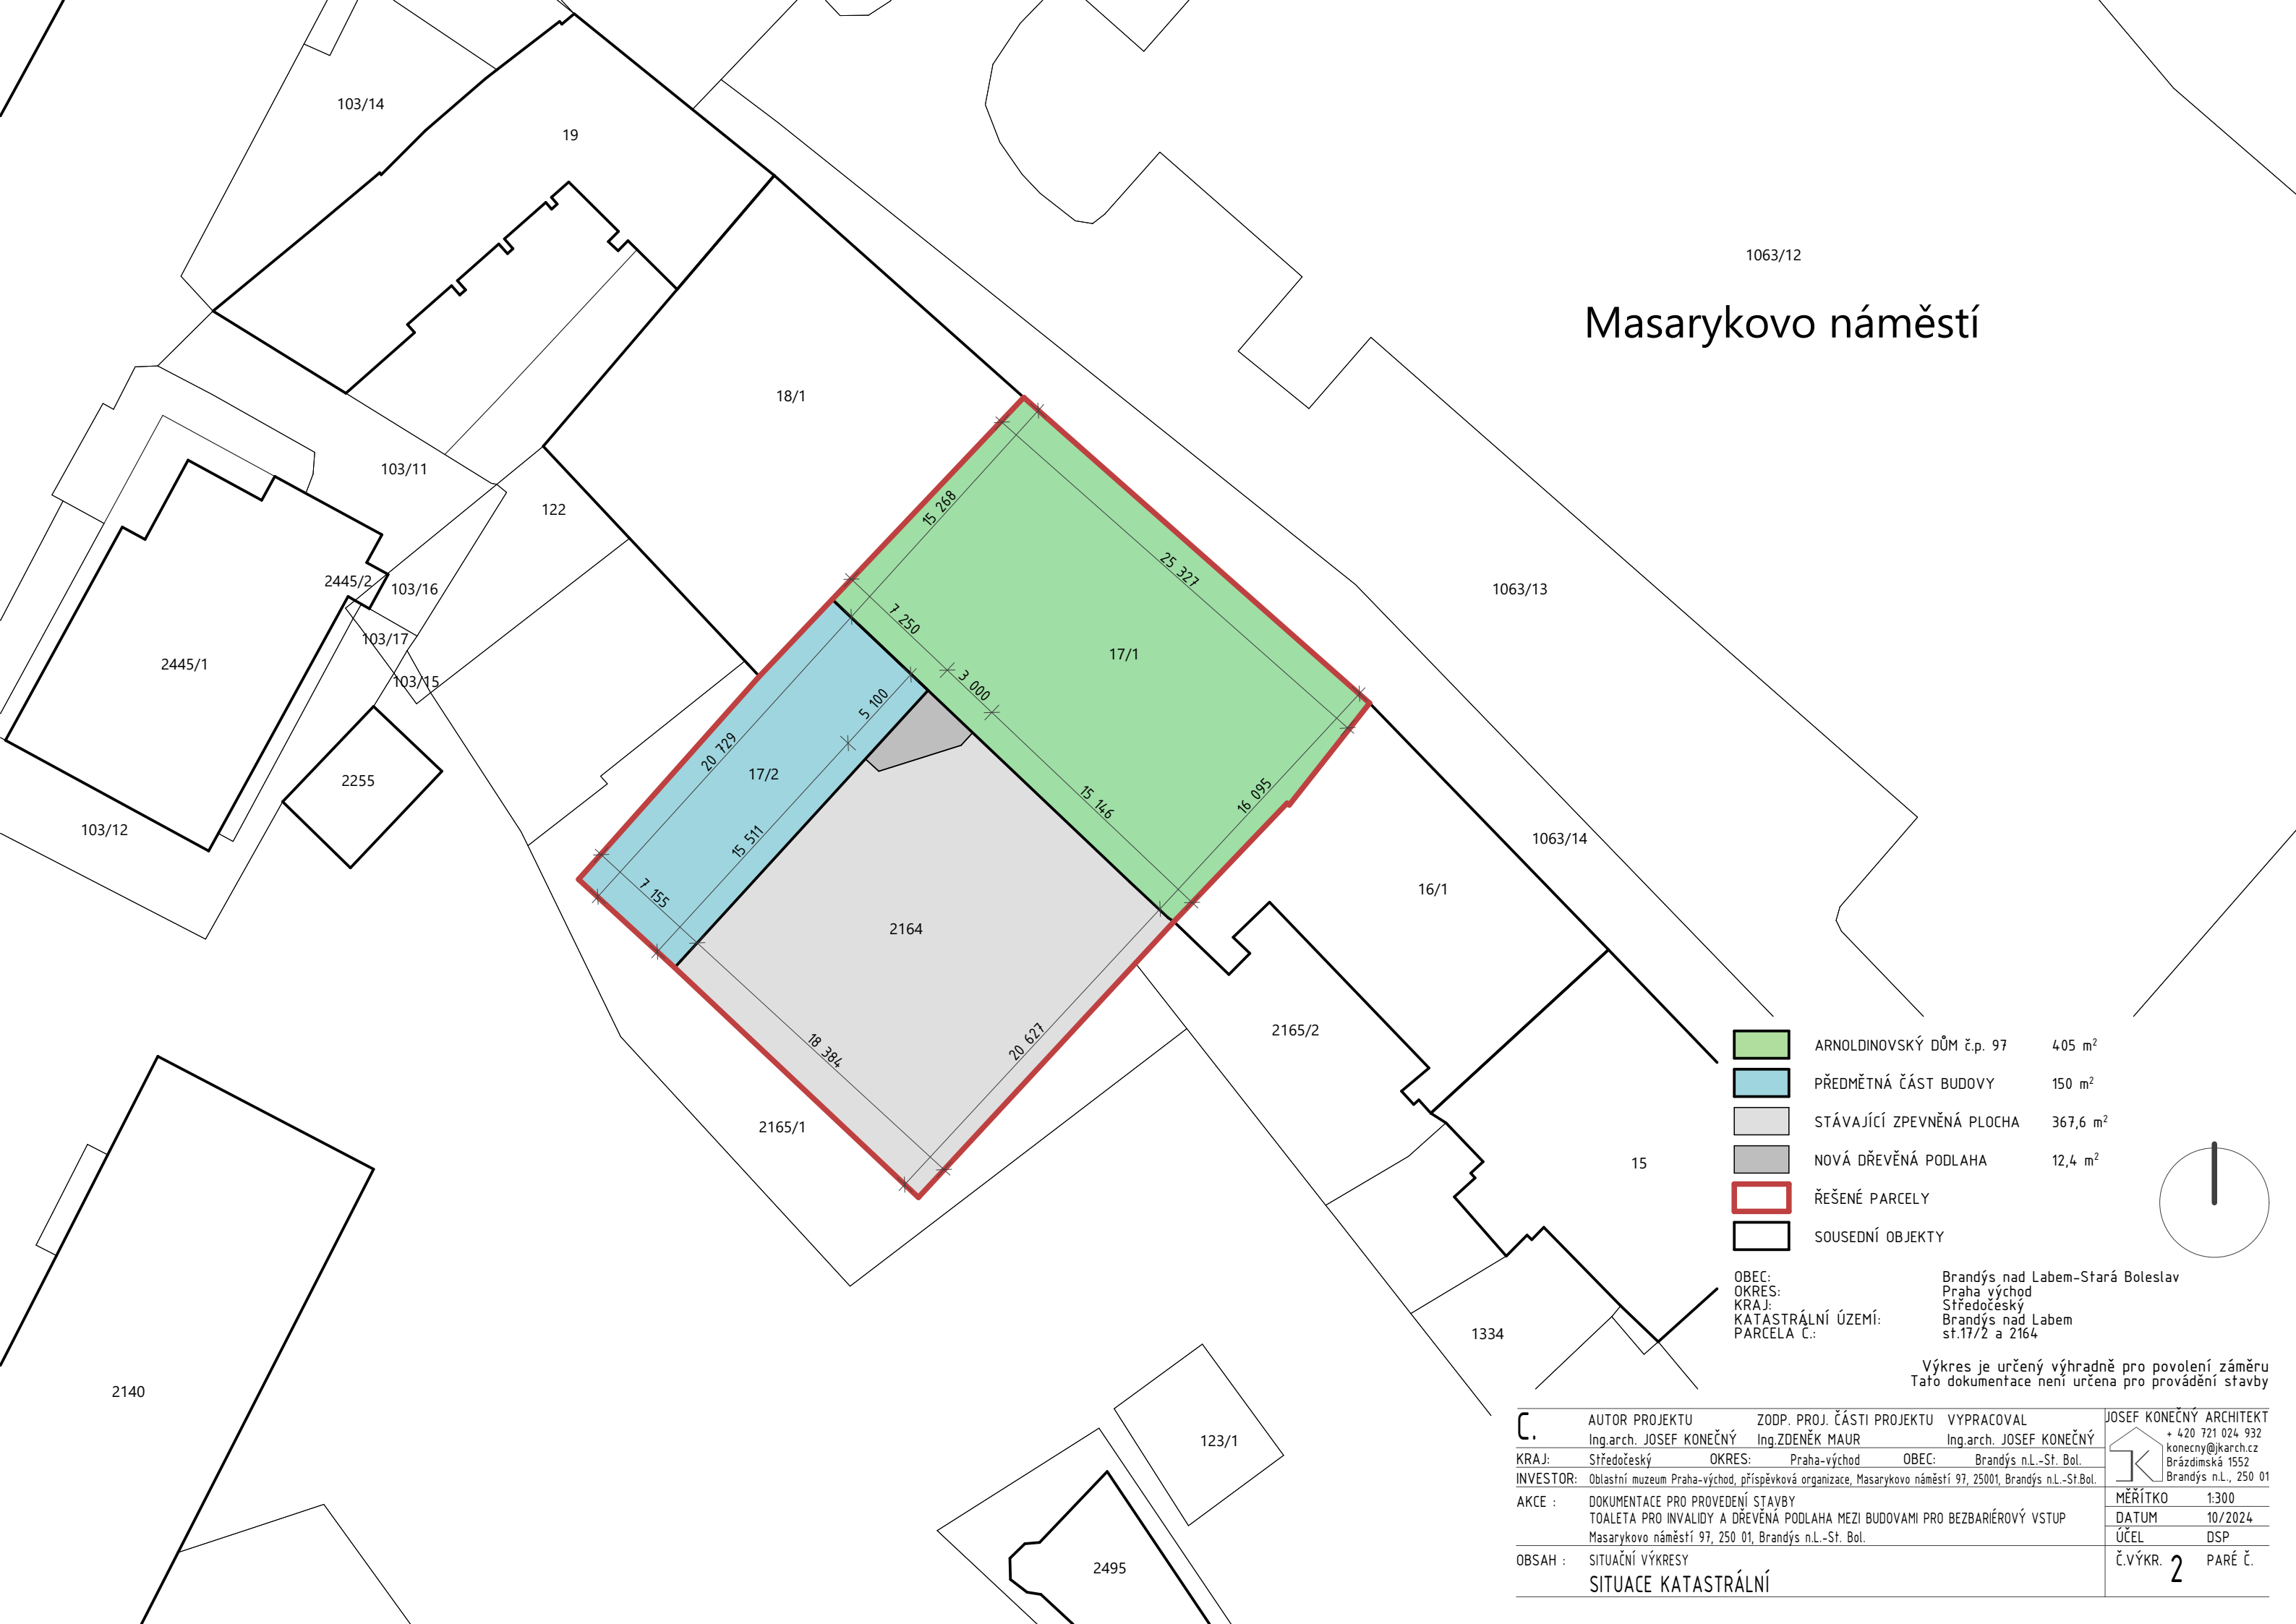 103/14
19
1063/12
Masarykovo náměstí
18/1
103/11
122
15 268
25 327
2445/2
103/16
1063/13
7 250
103/17
2445/1
17/1
103/15
3 000
5 100
20 729
17/2
2255
15 146
16 095
103/12
15 511
1063/14
7 155
16/1
2164
2165/2
18 384
20 627
2165/1
15
1334
2140
123/1
2495
ARNOLDINOVSKÝ DŮM č.p. 97 405 m²
PŘEDMĚTNÁ ČÁST BUDOVY 150 m²
STÁVAJÍCÍ ZPEVNĚNÁ PLOCHA 367,6 m²
NOVÁ DŘEVĚNÁ PODLAHA 12,4 m²
ŘEŠENÉ PARCELY
SOUSEDNÍ OBJEKTY
OBEC: Brandýs nad Labem-Stará Boleslav
OKRES: Praha východ
KRAJ: Středočeský
KATASTRÁLNÍ ÚZEMÍ: Brandýs nad Labem
PARCELA Č.: st.17/2 a 2164
Výkres je určený výhradně pro povolení záměru
Tato dokumentace není určena pro provádění stavby
C.
AUTOR PROJEKTU ZODP. PROJ. ČÁSTI PROJEKTU VYPRACOVAL
Ing.arch. JOSEF KONEČNÝ Ing.ZDENĚK MAUR Ing.arch. JOSEF KONEČNÝ
KRAJ: Středočeský OKRES: Praha-východ OBEC: Brandýs n.L.-St. Bol.
INVESTOR: Oblastní muzeum Praha-východ, příspěvková organizace, Masarykovo náměstí 97, 25001, Brandýs n.L.-St.Bol.
AKCE : DOKUMENTACE PRO PROVEDENÍ STAVBY
TOALETA PRO INVALIDY A DŘEVĚNÁ PODLAHA MEZI BUDOVAMI PRO BEZBARIÉROVÝ VSTUP
Masarykovo náměstí 97, 250 01, Brandýs n.L.-St. Bol.
OBSAH : SITUAČNÍ VÝKRESY
SITUACE KATASTRÁLNÍ
JOSEF KONEČNÝ ARCHITEKT
+ 420 721 024 932
konecny@jkarch.cz
Brázdimská 1552
Brandýs n.L., 250 01
MĚŘÍTKO 1:300
DATUM 10/2024
ÚČEL DSP
Č.VÝKR. 2 PARÉ Č.